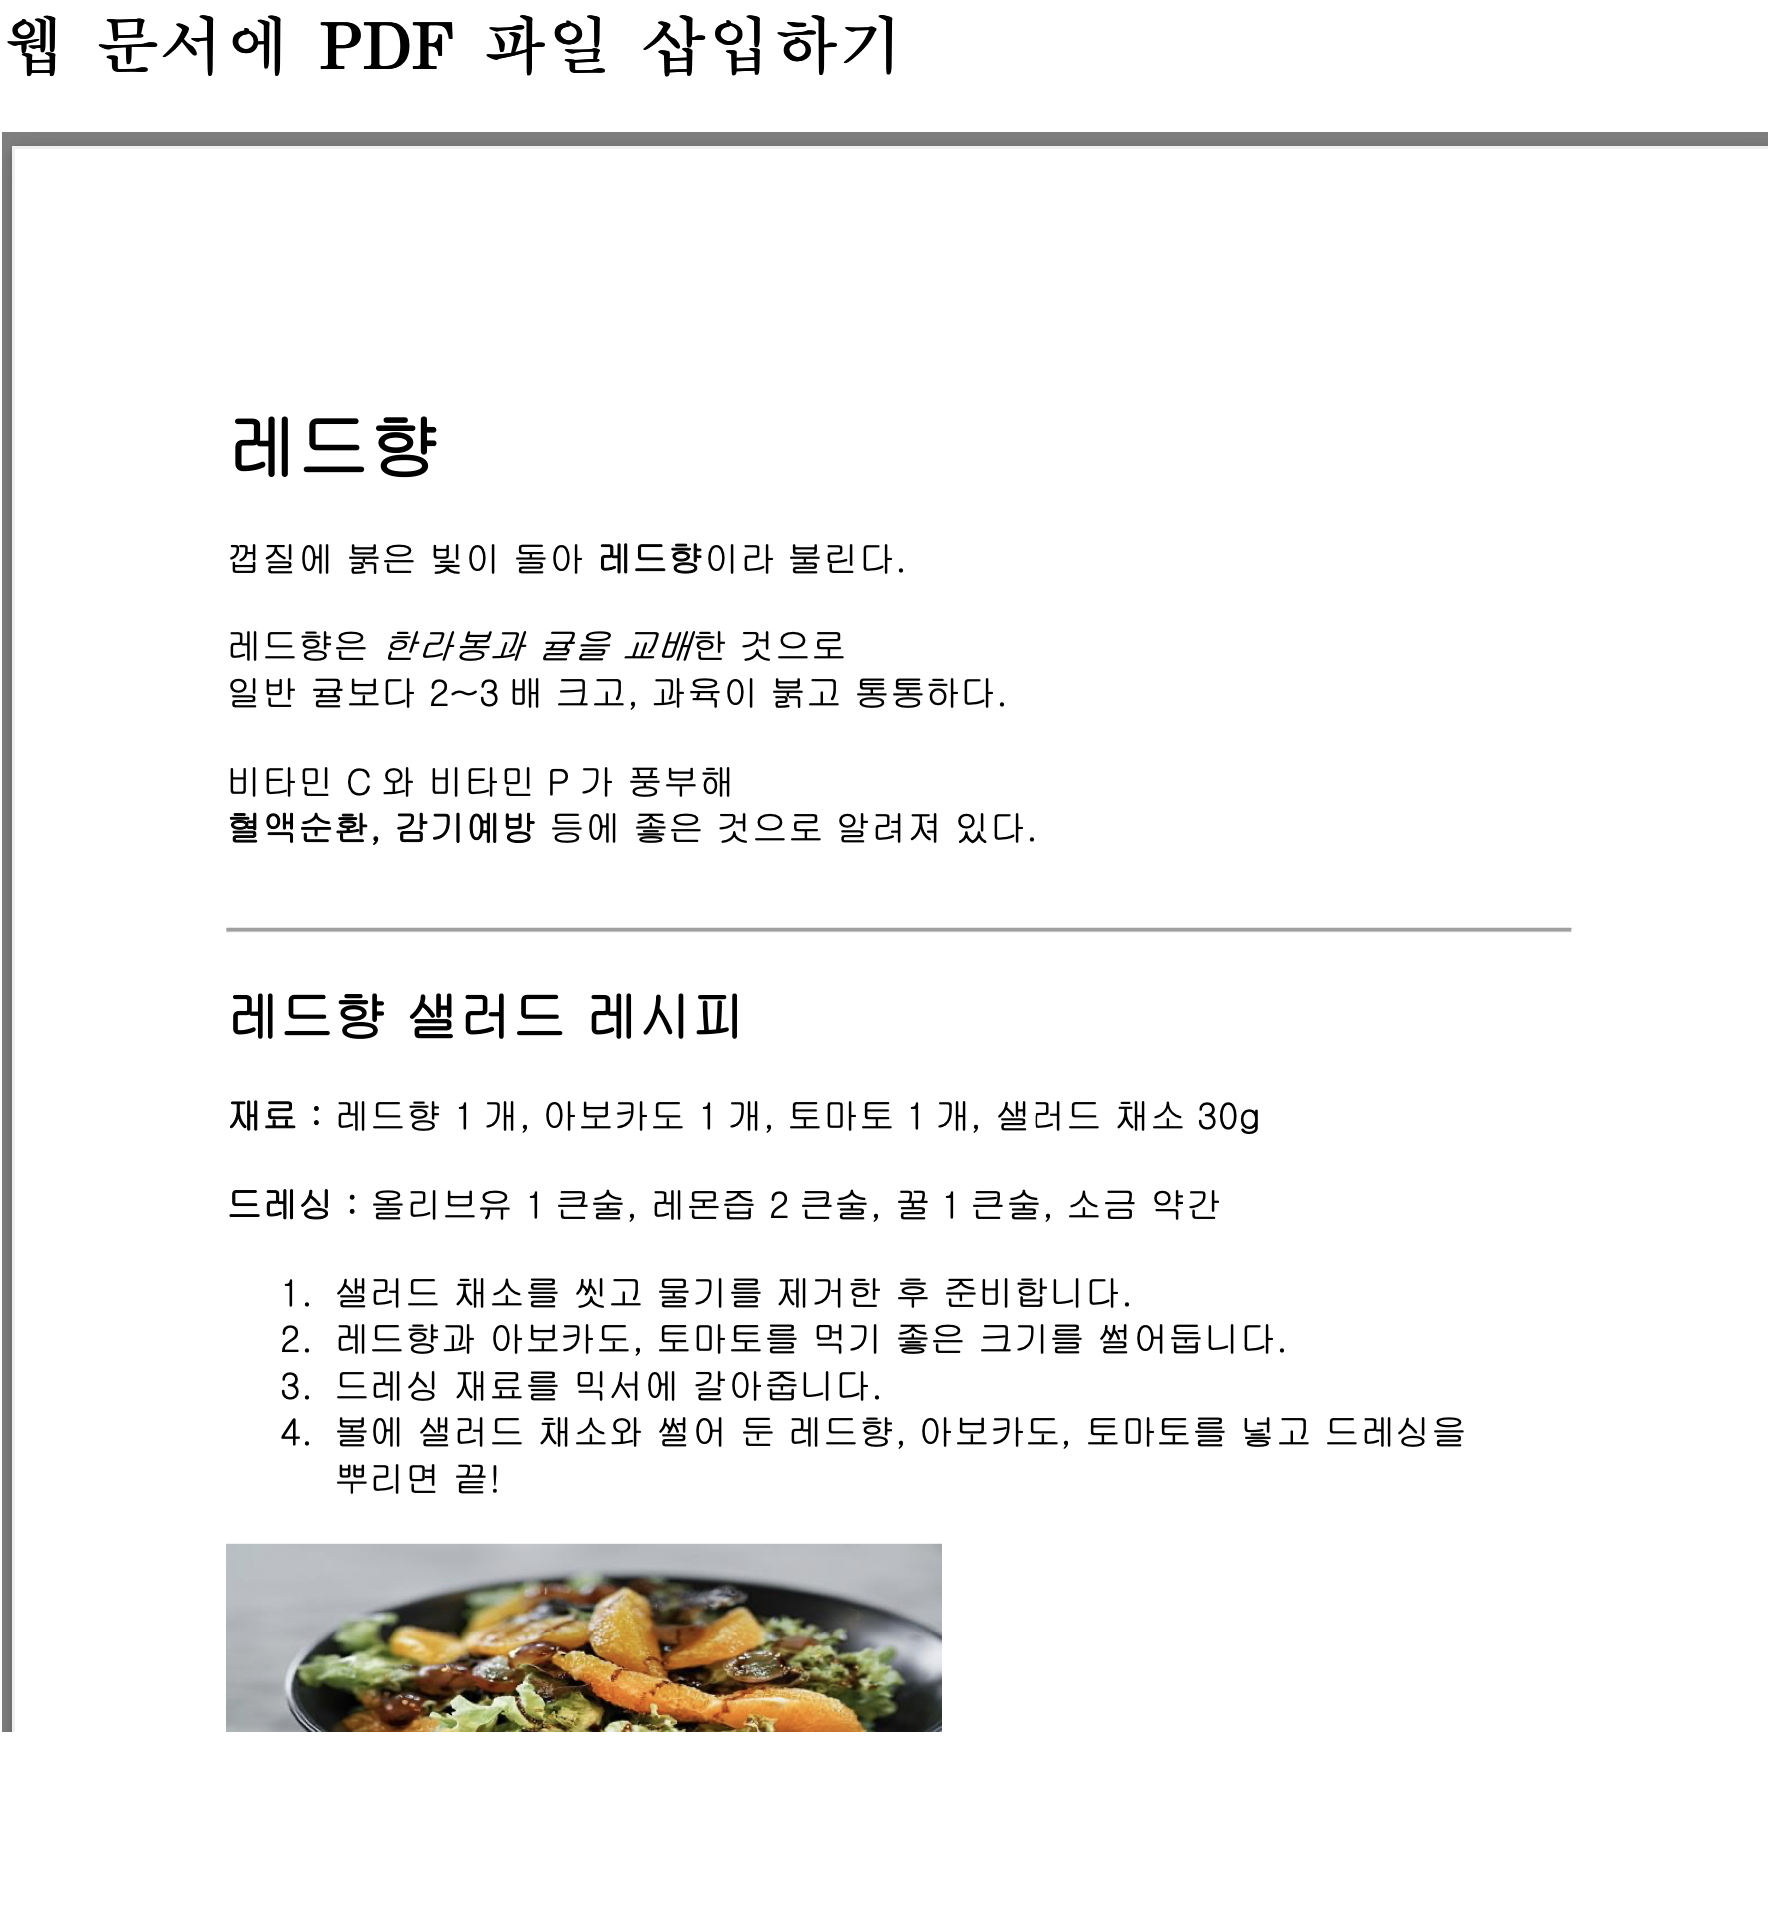 웹 문서에 PDF 파일 삽입하기
레드향
껍질에 붉은 빛이 돌아 레드향이라 불린다.
레드향은 한라봉과 귤을 교배한 것으로
일반 귤보다 2~3 배 크고, 과육이 붉고 통통하다.
비타민 C 와 비타민 P 가 풍부해
혈액순환, 감기예방 등에 좋은 것으로 알려져 있다.
레드향 샐러드 레시피
재료 : 레드향 1 개, 아보카도 1 개, 토마토 1 개, 샐러드 채소 30g
드레싱 : 올리브유 1 큰술, 레몬즙 2 큰술, 꿀 1 큰술, 소금 약간
1. 샐러드 채소를 씻고 물기를 제거한 후 준비합니다.
2. 레드향과 아보카도, 토마토를 먹기 좋은 크기를 썰어둡니다.
3. 드레싱 재료를 믹서에 갈아줍니다.
4. 볼에 샐러드 채소와 썰어 둔 레드향, 아보카도, 토마토를 넣고 드레싱을
뿌리면 끝!